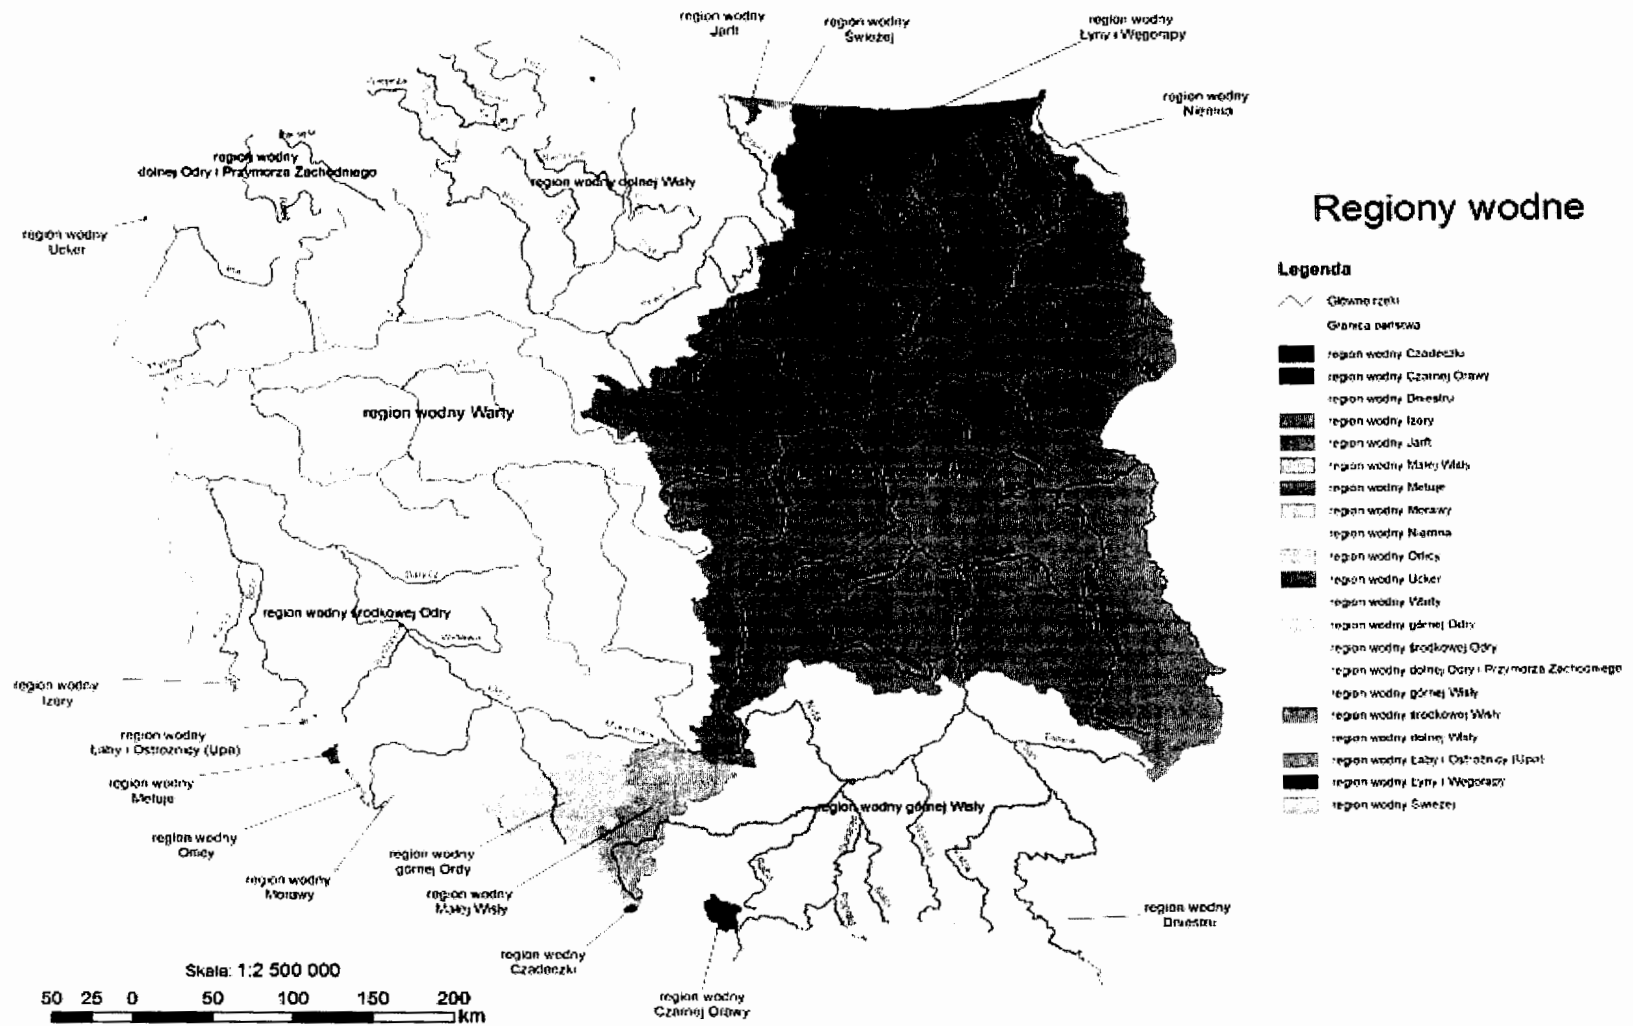 region wodny
Jarft
region wodny
Świeżej
region wodny
Łyny i Węgorapy
region wodny
Niemna
region wodny
dolnej Odry i Przymorza Zachodniego
region wodny dolnej Wisły
region wodny
Ucker
region wodny Warty
region wodny środkowej Odry
region wodny
Izery
region wodny
Łaby i Ostrożnicy (Upa)
region wodny
Metuje
region wodny
Orlicy
region wodny
Morawy
region wodny
górnej Ordy
region wodny
Małej Wisły
region wodny
Czadeczki
region wodny
Czarnej Orawy
region wodny górnej Wisły
region wodny
Dniestru
Barycz
Widawa
Nida
Regiony wodne
Legenda
Główne rzeki
Granica państwa
region wodny Czadeczki
region wodny Czarnej Orawy
region wodny Dniestru
region wodny Izery
region wodny Jarft
region wodny Małej Wisły
region wodny Metuje
region wodny Morawy
region wodny Niemna
region wodny Orlicy
region wodny Ucker
region wodny Warty
region wodny górnej Odry
region wodny środkowej Odry
region wodny dolnej Odry i Przymorza Zachodniego
region wodny górnej Wisły
region wodny środkowej Wisły
region wodny dolnej Wisły
region wodny Łaby i Ostrożnicy (Upa)
region wodny Łyny i Węgorapy
region wodny Świeżej
Skala: 1:2 500 000
50 25 0 50 100 150 200
km